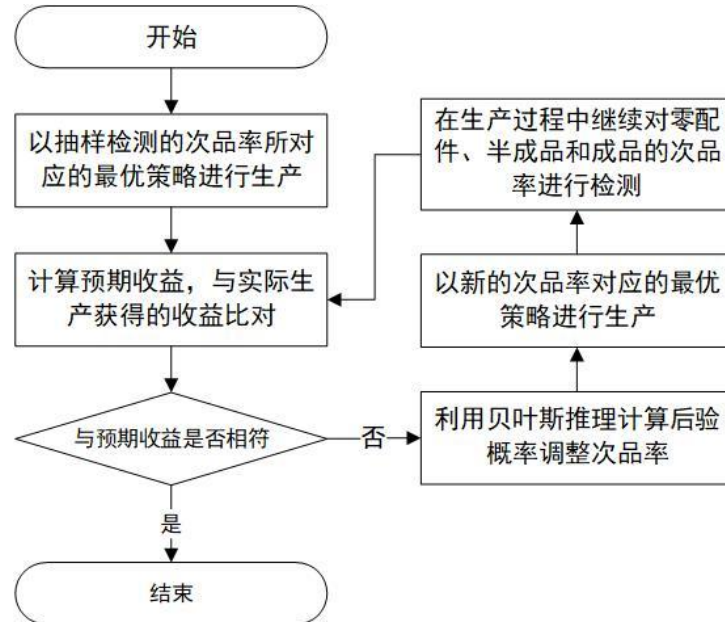 开始
以抽样检测的次品率所对
应的最优策略进行生产
计算预期收益，与实际生
产获得的收益比对
与预期收益是否相符
否
是
结束
利用贝叶斯推理计算后验
概率调整次品率
以新的次品率对应的最优
策略进行生产
在生产过程中继续对零配
件、半成品和成品的次品
率进行检测